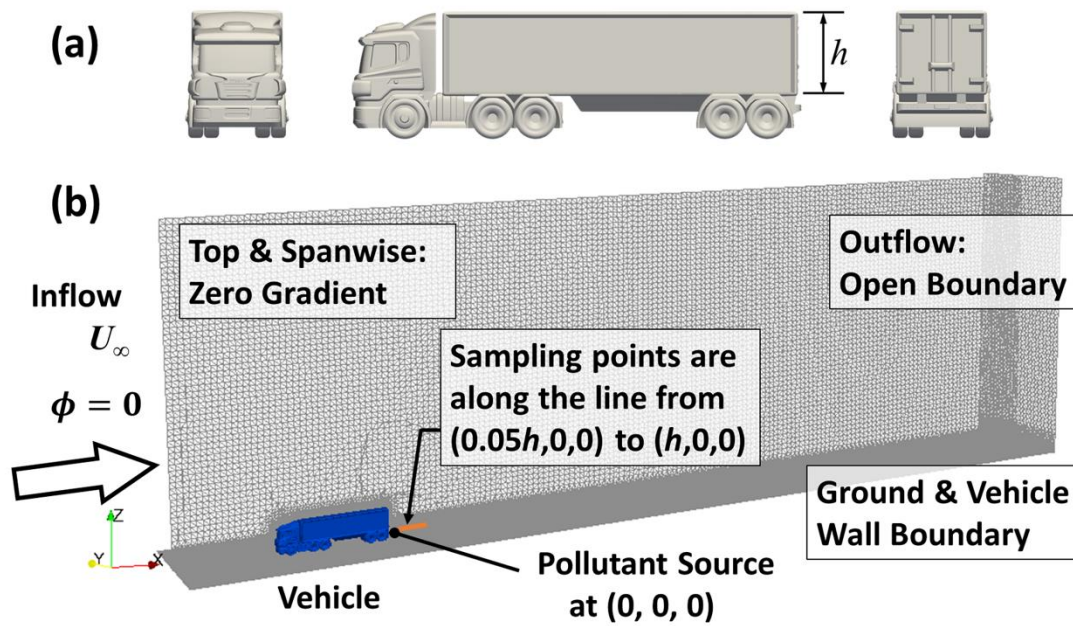 (a)
h
(b)
Top & Spanwise:
Zero Gradient
Outflow:
Open Boundary
Inflow
U∞
ϕ = 0
Sampling points are
along the line from
(0.05h,0,0) to (h,0,0)
Ground & Vehicle
Wall Boundary
Z
Y
X
Pollutant Source
at (0, 0, 0)
Vehicle